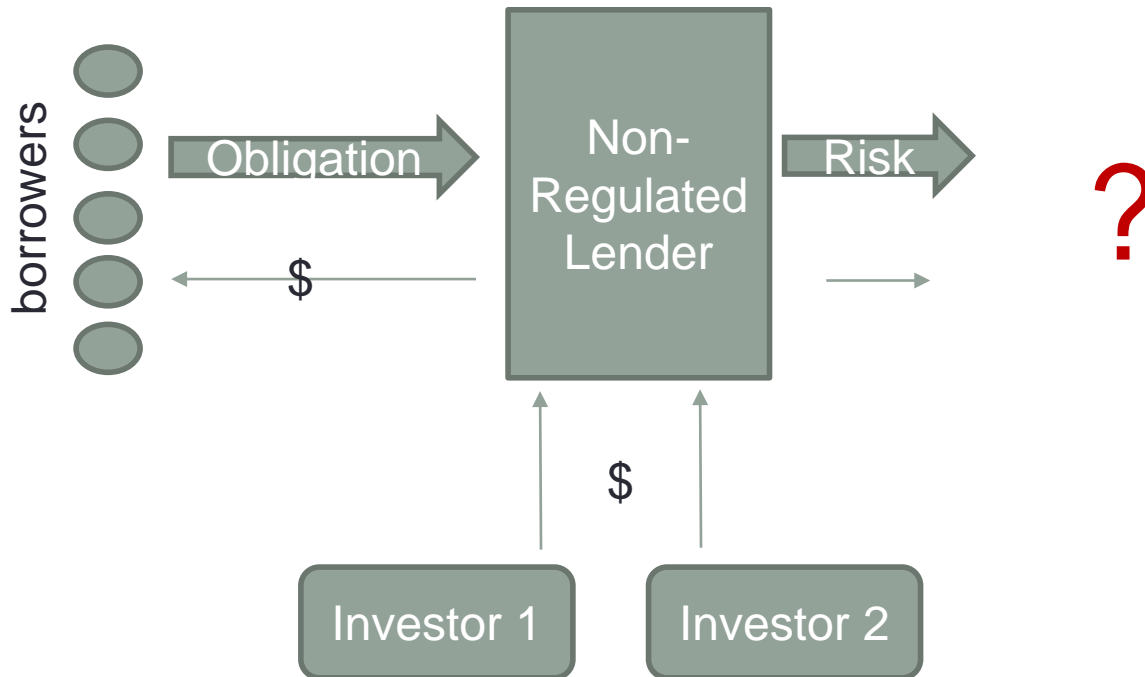 borrowers
Obligation
$
Non-
Regulated
Lender
Risk
?
$
Investor 1
Investor 2